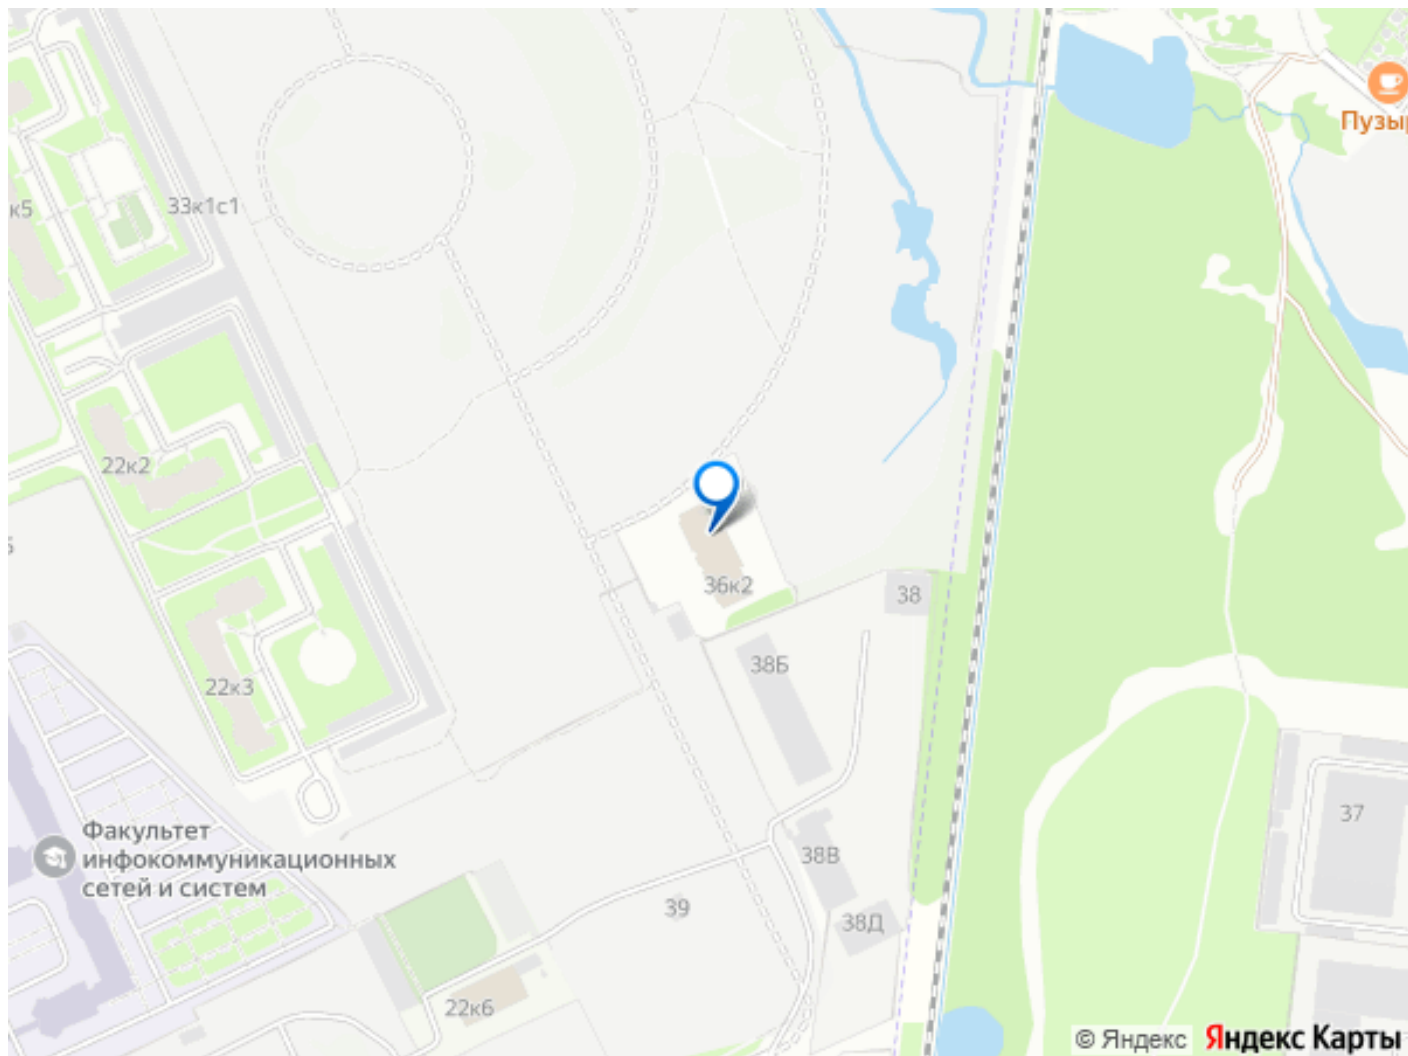 Пузыр
к5
33к1с1
22к2
36к2
38
38Б
22к3
37
Факультет
инфокоммуникационных
сетей и систем
38В
39
38Д
22к6
© Яндекс
Яндекс Карты